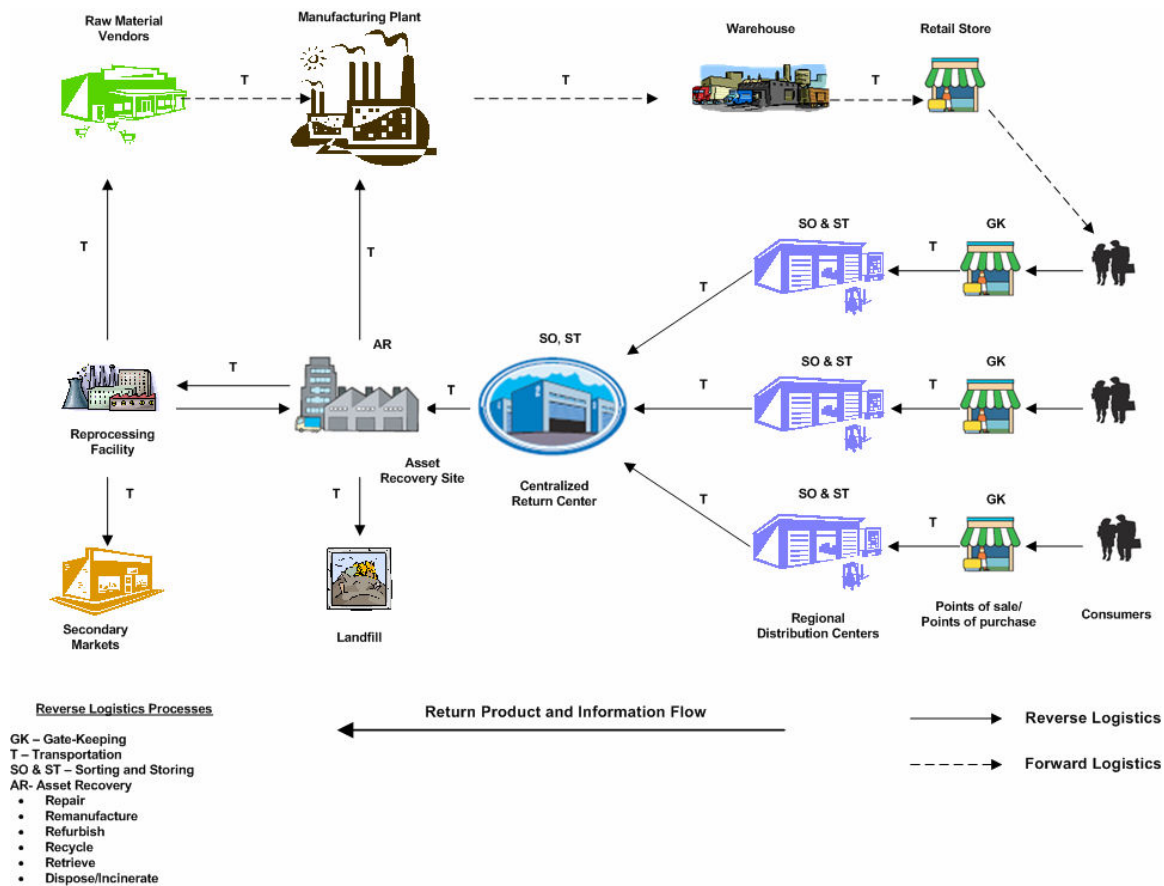 Raw Material
Vendors
Manufacturing Plant
Warehouse
Retail Store
T
T
T
SO & ST
GK
T
T
T
T
SO, ST
AR
T
T
SO & ST
GK
T
T
Reprocessing
Facility
Asset
Recovery Site
Centralized
Return Center
T
T
SO & ST
GK
T
T
Secondary
Markets
Landfill
Regional
Distribution Centers
Points of sale/
Points of purchase
Consumers
Reverse Logistics Processes
GK – Gate-Keeping
T – Transportation
SO & ST – Sorting and Storing
AR- Asset Recovery
• Repair
• Remanufacture
• Refurbish
• Recycle
• Retrieve
• Dispose/Incinerate
Return Product and Information Flow
Reverse Logistics
Forward Logistics